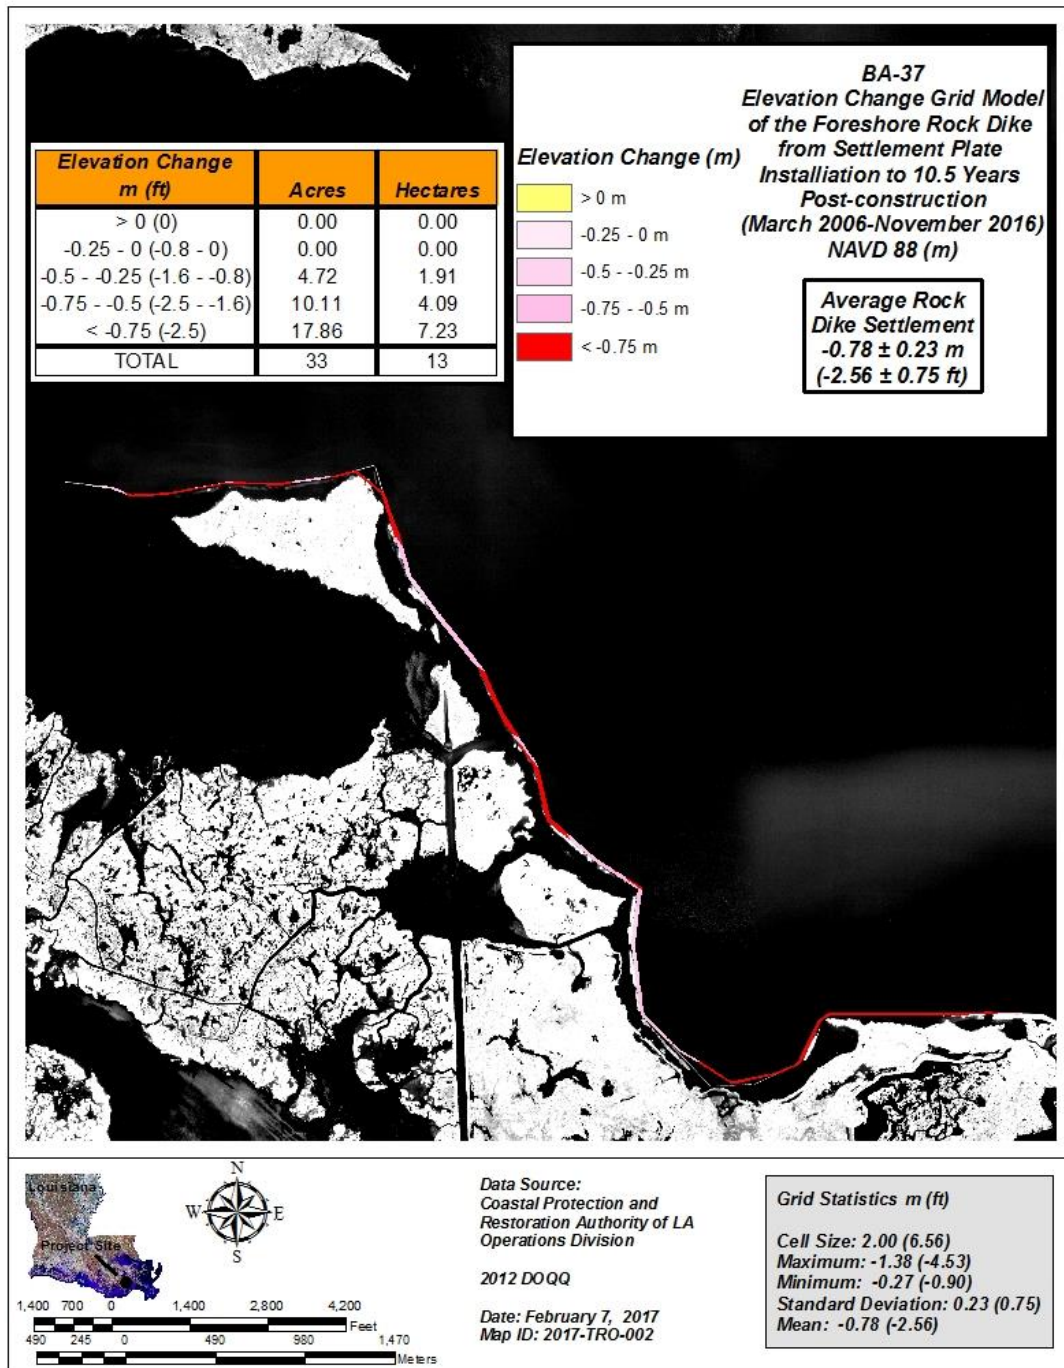 BA-37
Elevation Change Grid Model
of the Foreshore Rock Dike
from Settlement Plate
Installiation to 10.5 Years
Post-construction
(March 2006-November 2016)
NAVD 88 (m)
Average Rock
Dike Settlement
-0.78 ± 0.23 m
(-2.56 ± 0.75 ft)
Elevation Change (m)
> 0 m
-0.25 - 0 m
-0.5 - -0.25 m
-0.75 - -0.5 m
< -0.75 m
Elevation Change
m (ft) Acres Hectares
> 0 (0) 0.00 0.00
-0.25 - 0 (-0.8 - 0) 0.00 0.00
-0.5 - -0.25 (-1.6 - -0.8) 4.72 1.91
-0.75 - -0.5 (-2.5 - -1.6) 10.11 4.09
< -0.75 (-2.5) 17.86 7.23
TOTAL 33 13
Louisiana
Project Site
N
W E
S
1,400 700 0 1,400 2,800 4,200
Feet
490 245 0 490 980 1,470
Meters
Data Source:
Coastal Protection and
Restoration Authority of LA
Operations Division
2012 DOQQ
Date: February 7, 2017
Map ID: 2017-TRO-002
Grid Statistics m (ft)
Cell Size: 2.00 (6.56)
Maximum: -1.38 (-4.53)
Minimum: -0.27 (-0.90)
Standard Deviation: 0.23 (0.75)
Mean: -0.78 (-2.56)